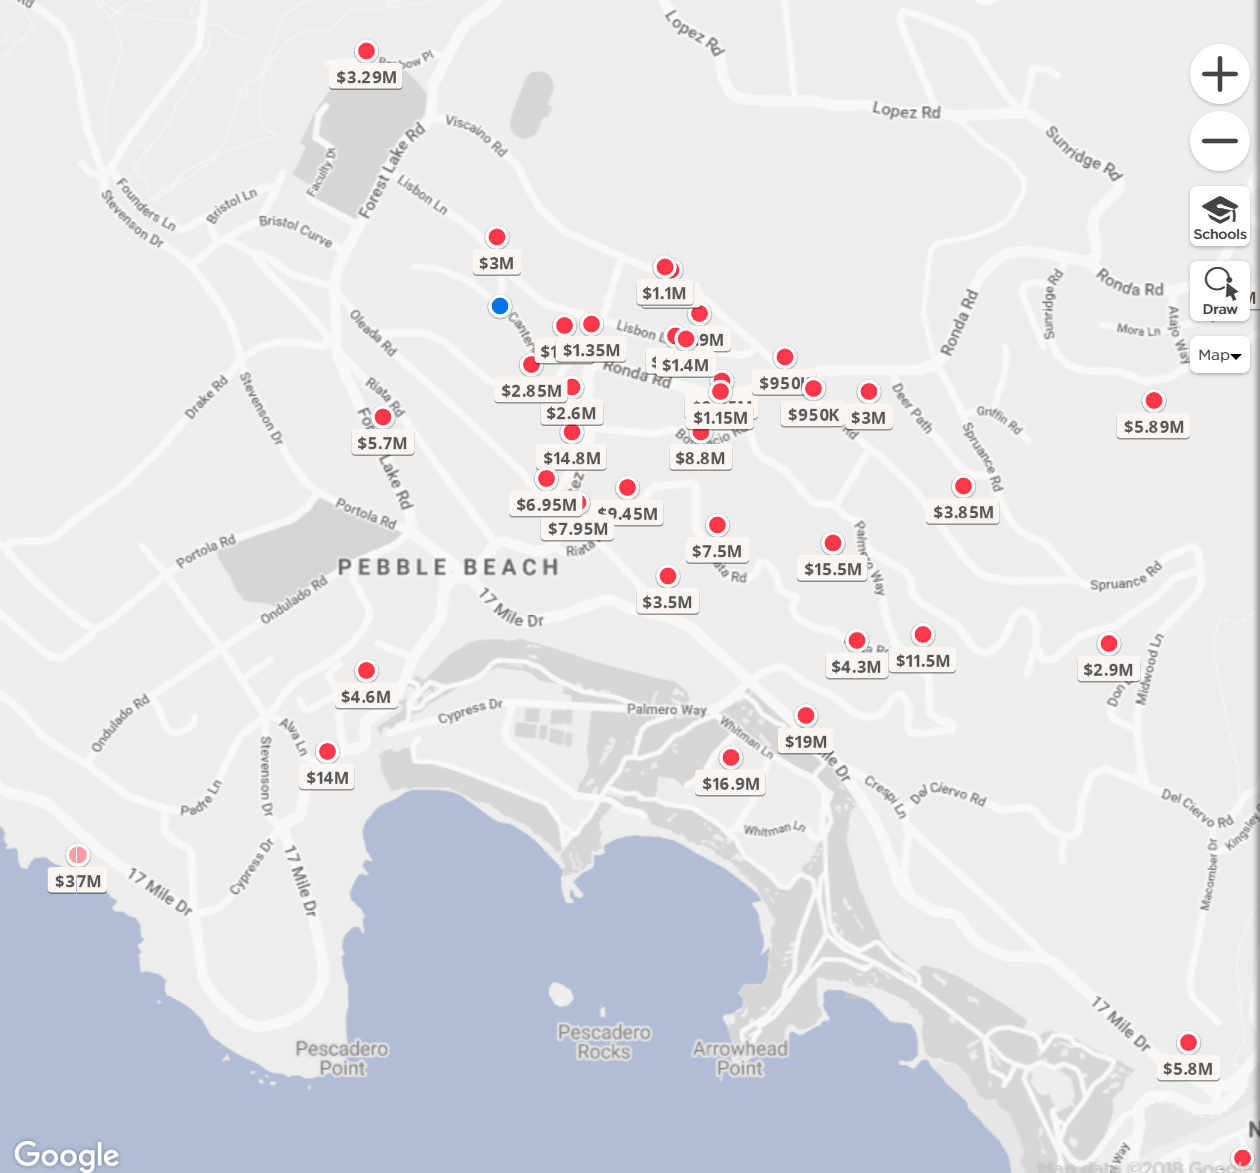 Lopez Rd
$3.29M
Viscaino Rd
Lopez Rd
Sunridge Rd
Faculty Dr
Forest Lake Rd
Lisbon Ln
Founders Ln
Stevenson Dr
Bristol Ln
Bristol Curve
Schools
$3M
$1.1M
Ronda Rd
Sunridge Rd
Ronda Rd
Draw
Oleada Rd
$1.35M
Lisbon
$1.4M
Mora Ln
Atajo Way
Map
$2.85M
Ronda Rd
$950K
Drake Rd
Stevenson Dr
Riata Rd
$2.6M
$1.15M
$950K
$3M
Deer Path
Griffin Rd
$5.89M
$5.7M
$14.8M
$8.8M
Spruance Rd
Lake Rd
$6.95M
$9.45M
$7.95M
$3.85M
Portola Rd
Portola Rd
Riata
$7.5M
$15.5M
Palmero Way
PEBBLE BEACH
Ondulado Rd
17 Mile Dr
$3.5M
Spruance Rd
$4.3M
$11.5M
$2.9M
Midwood Ln
Don
$4.6M
Ondulado Rd
Cypress Dr
Palmero Way
Whitman Ln
$19M
Alva Ln
Stevenson Dr
$14M
$16.9M
Mile Dr
Crespi Ln
Del Ciervo Rd
Del Ciervo Rd
Padre Ln
Whitman Ln
Kingsley
Macomber Dr
Cypress Dr
$37M
17 Mile Dr
17 Mile Dr
17 Mile Dr
Pescadero
Point
Pescadero
Rocks
Arrowhead
Point
$5.8M
Google
Way
Map data ©2018 Google